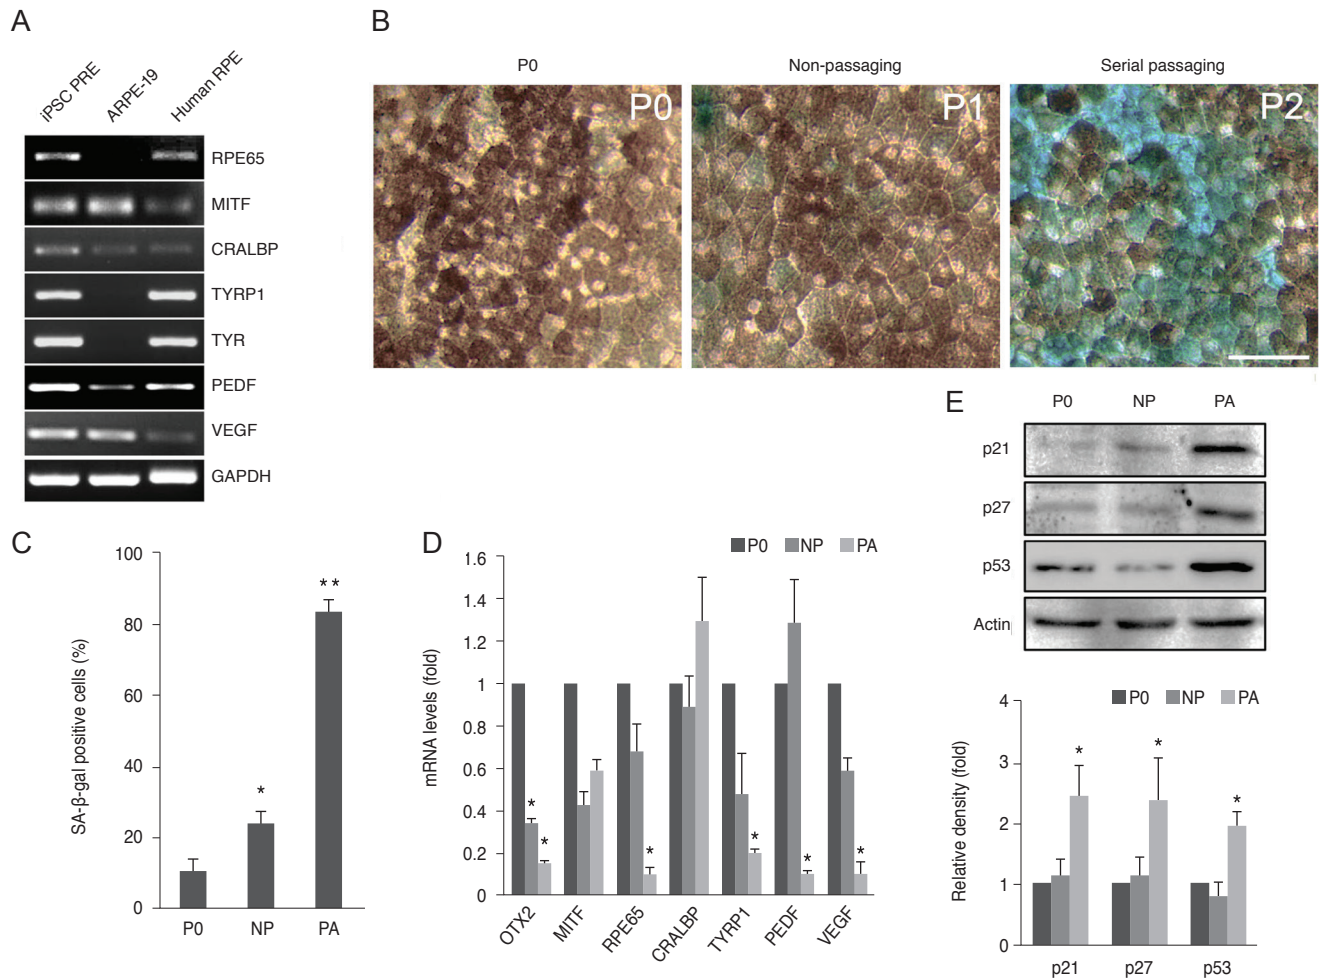 A
iPSC PRE
ARPE-19
Human RPE
RPE65
MITF
CRALBP
TYRP1
TYR
PEDF
VEGF
GAPDH
B
P0
Non-passaging
Serial passaging
P0
P1
P2
C
100
80
60
40
20
0
SA-β-gal positive cells (%)
*
**
P0
NP
PA
D
P0
NP
PA
1.6
1.4
1.2
1
0.8
0.6
0.4
0.2
0
mRNA levels (fold)
*
*
*
*
*
*
OTX2
MITF
RPE65
CRALBP
TYRP1
PEDF
VEGF
E
P0
NP
PA
p21
p27
p53
Actin
P0
NP
PA
4
3
2
1
0
Relative density (fold)
*
*
*
p21
p27
p53